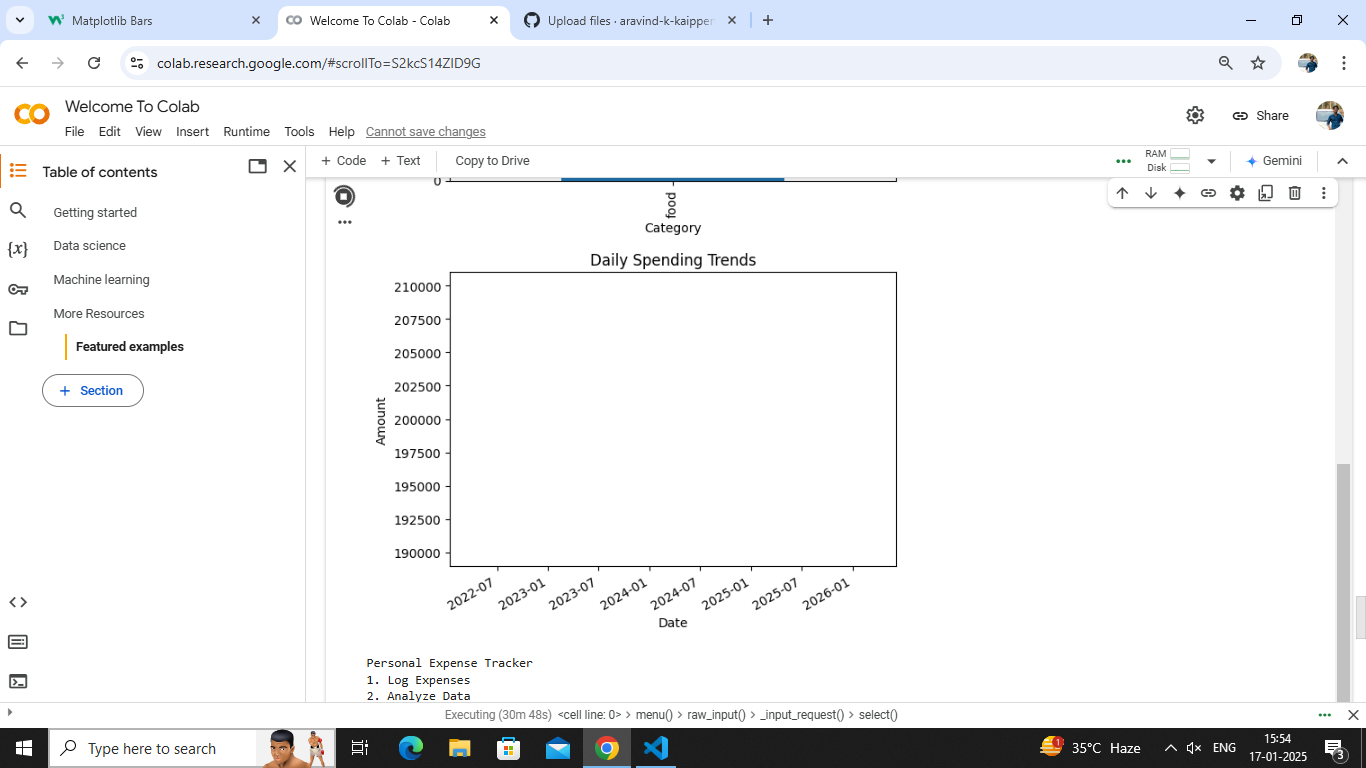 Matplotlib Bars
Welcome To Colab - Colab
Upload files · aravind-k-kaipper
colab.research.google.com/#scrollTo=S2kcS14ZlD9G
Welcome To Colab
File Edit View Insert Runtime Tools Help Cannot save changes
Share
Table of contents
+ Code + Text Copy to Drive
RAM
Disk
Gemini
Getting started
Data science
Machine learning
More Resources
Featured examples
+ Section
0
food
Category
Daily Spending Trends
210000
207500
205000
202500
200000
197500
195000
192500
190000
Amount
2022-07 2023-01 2023-07 2024-01 2024-07 2025-01 2025-07 2026-01
Date
Personal Expense Tracker
1. Log Expenses
2. Analyze Data
Executing (30m 48s) <cell line: 0> > menu() > raw_input() > _input_request() > select()
Type here to search
35°C Haze
ENG
15:54
17-01-2025
3